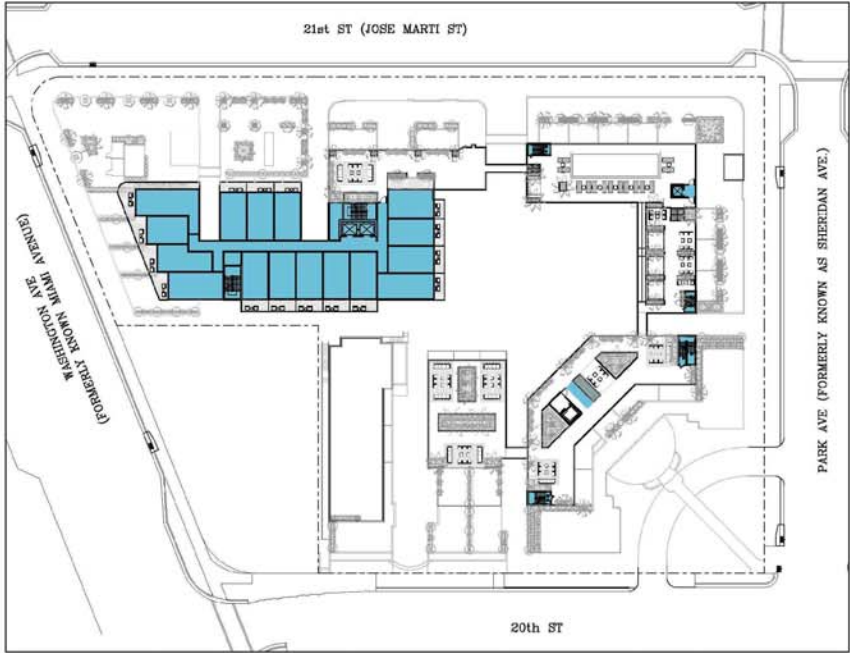 21st ST (JOSE MARTI ST)
WASHINGTON AVE
(FORMERLY KNOWN MIAMI AVENUE)
PARK AVE (FORMERLY KNOWN AS SHERIDAN AVE.)
20th ST